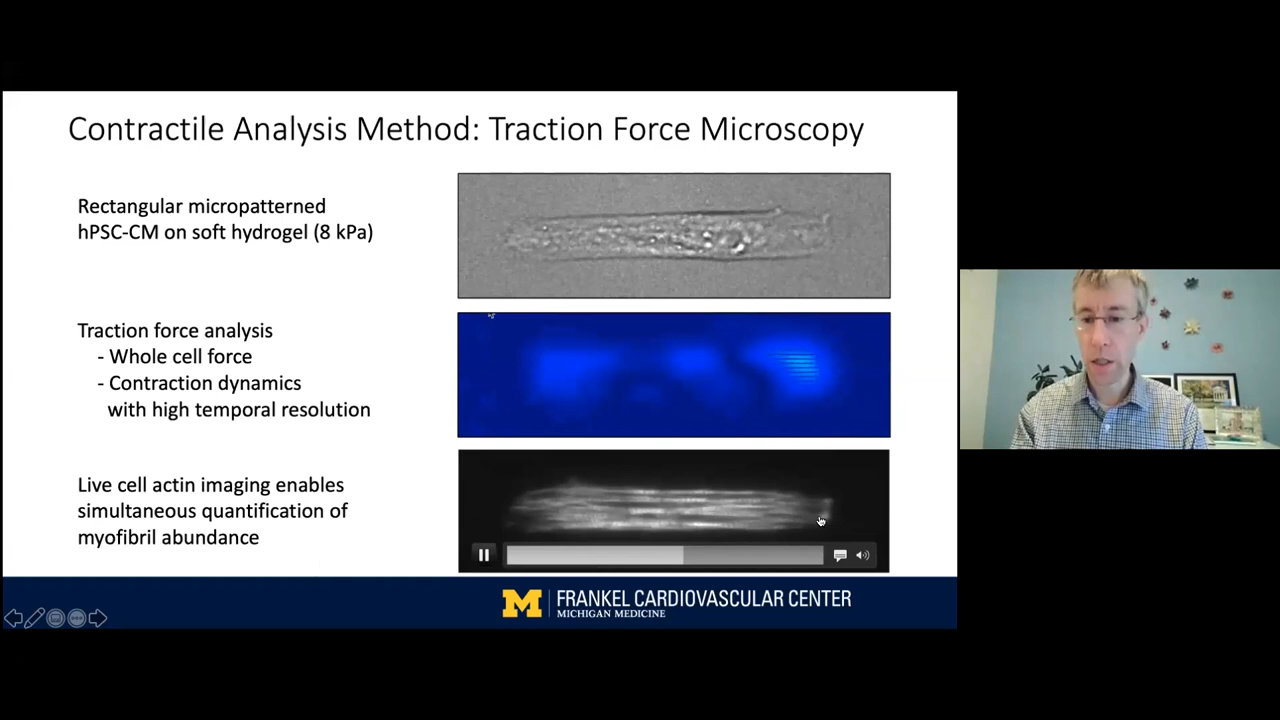 Contractile Analysis Method: Traction Force Microscopy
Rectangular micropatterned
hPSC-CM on soft hydrogel (8 kPa)
Traction force analysis
- Whole cell force
- Contraction dynamics
with high temporal resolution
Live cell actin imaging enables
simultaneous quantification of
myofibril abundance
M FRANKEL CARDIOVASCULAR CENTER
MICHIGAN MEDICINE